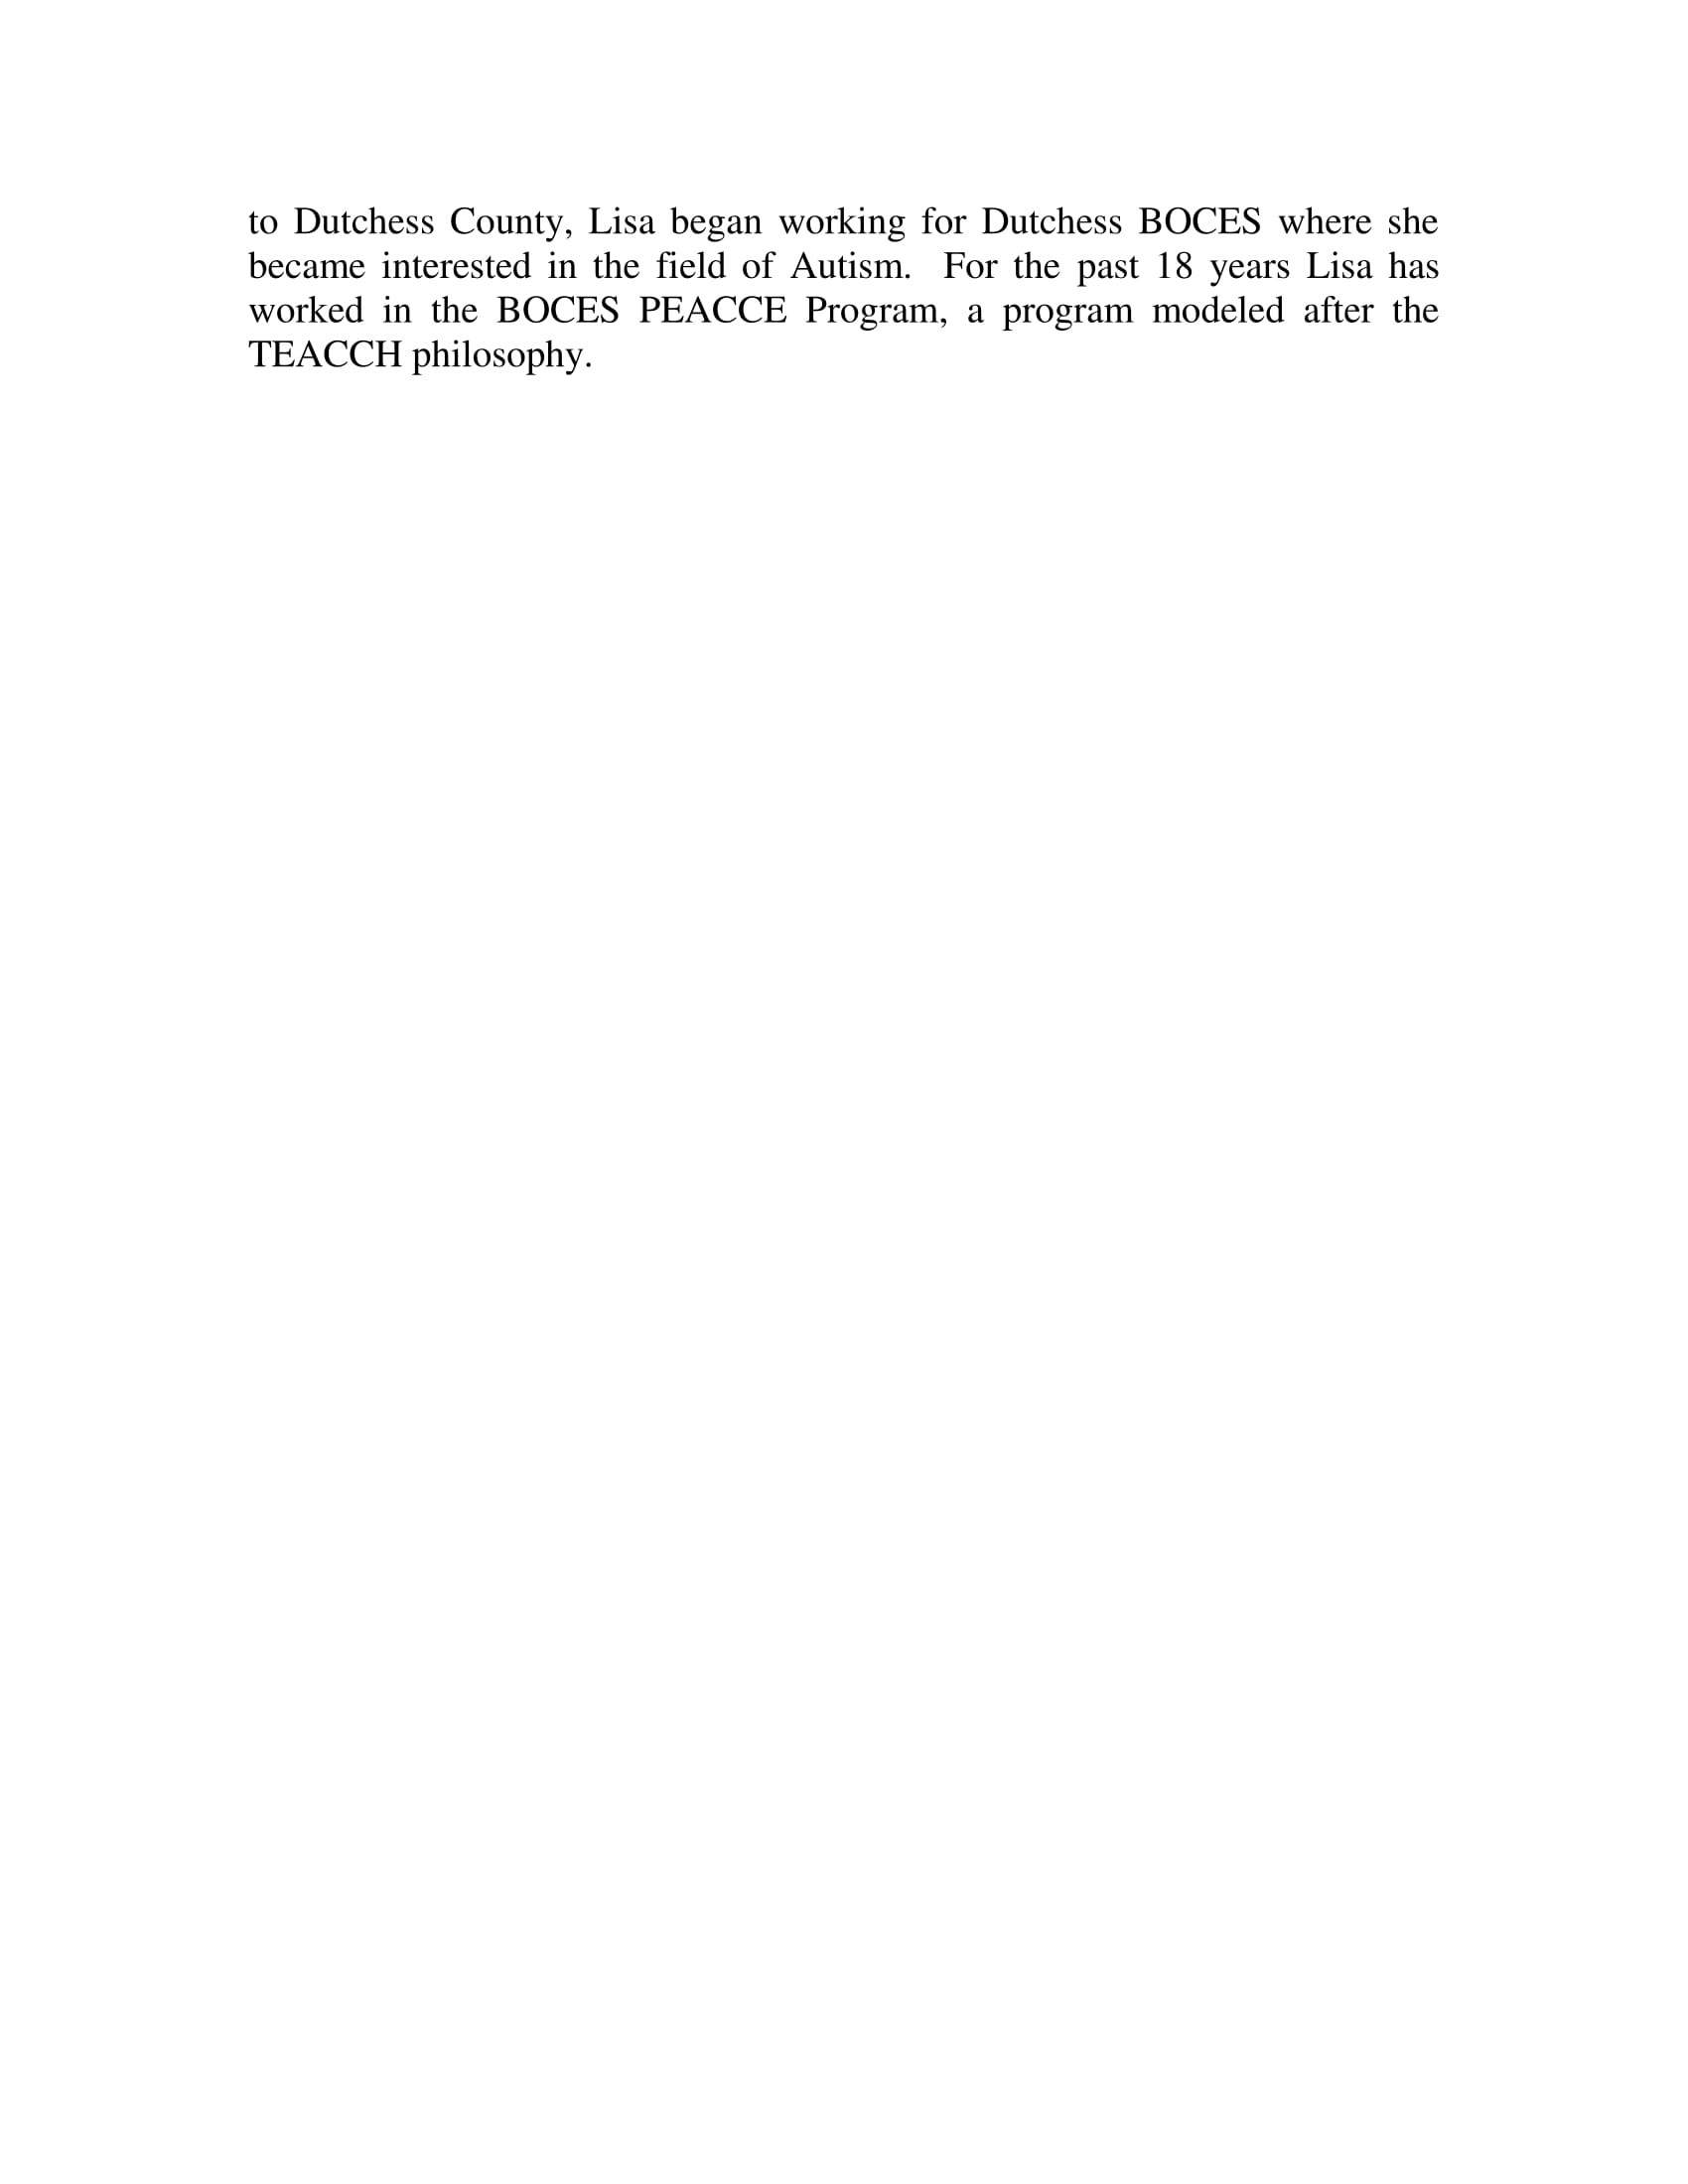 to Dutchess County, Lisa began working for Dutchess BOCES where she
became interested in the field of Autism.  For the past 18 years Lisa has
worked in the BOCES PEACCE Program, a program modeled after the
TEACCH philosophy.